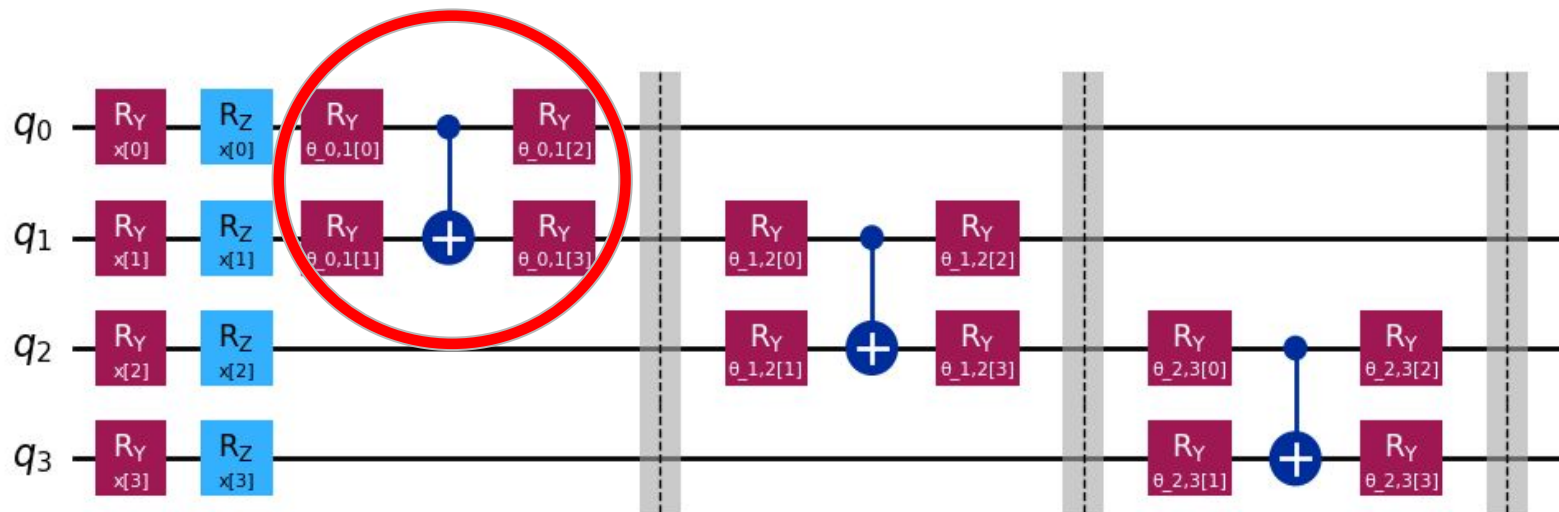 q0 RY x[0] RZ x[0] RY θ_0,1[0] RY θ_0,1[2]
q1 RY x[1] RZ x[1] RY θ_0,1[1] RY θ_0,1[3] RY θ_1,2[0] RY θ_1,2[2]
q2 RY x[2] RZ x[2] RY θ_1,2[1] RY θ_1,2[3] RY θ_2,3[0] RY θ_2,3[2]
q3 RY x[3] RZ x[3] RY θ_2,3[1] RY θ_2,3[3]